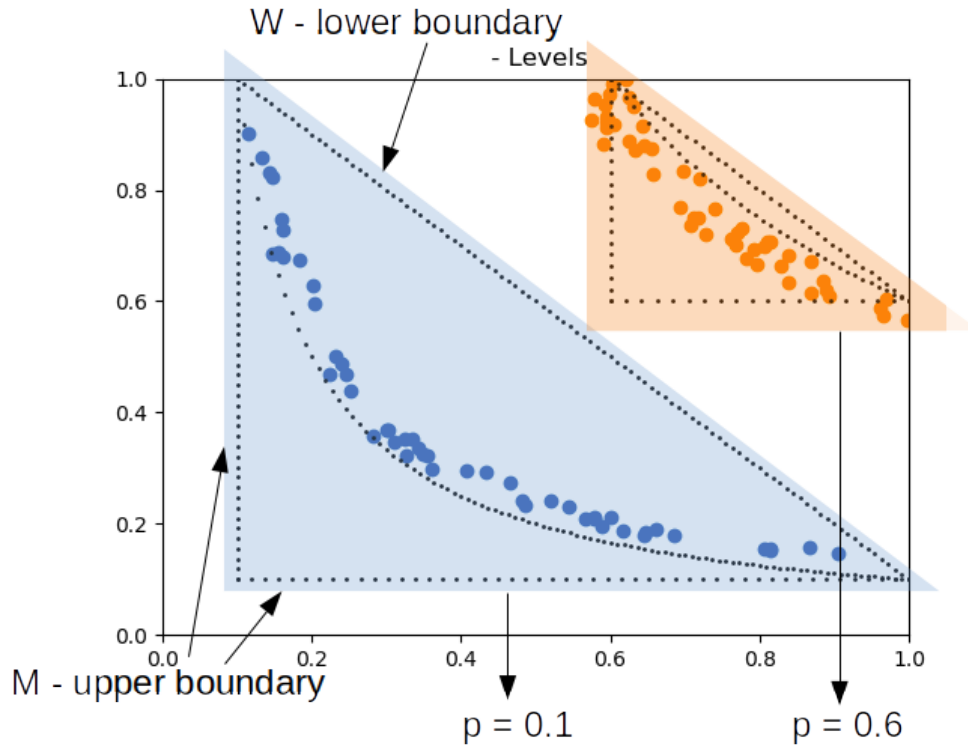 W - lower boundary
- Levels
1.0
0.8
0.6
0.4
0.2
0.0
0.0 0.2 0.4 0.6 0.8 1.0
M - upper boundary
p = 0.1 p = 0.6